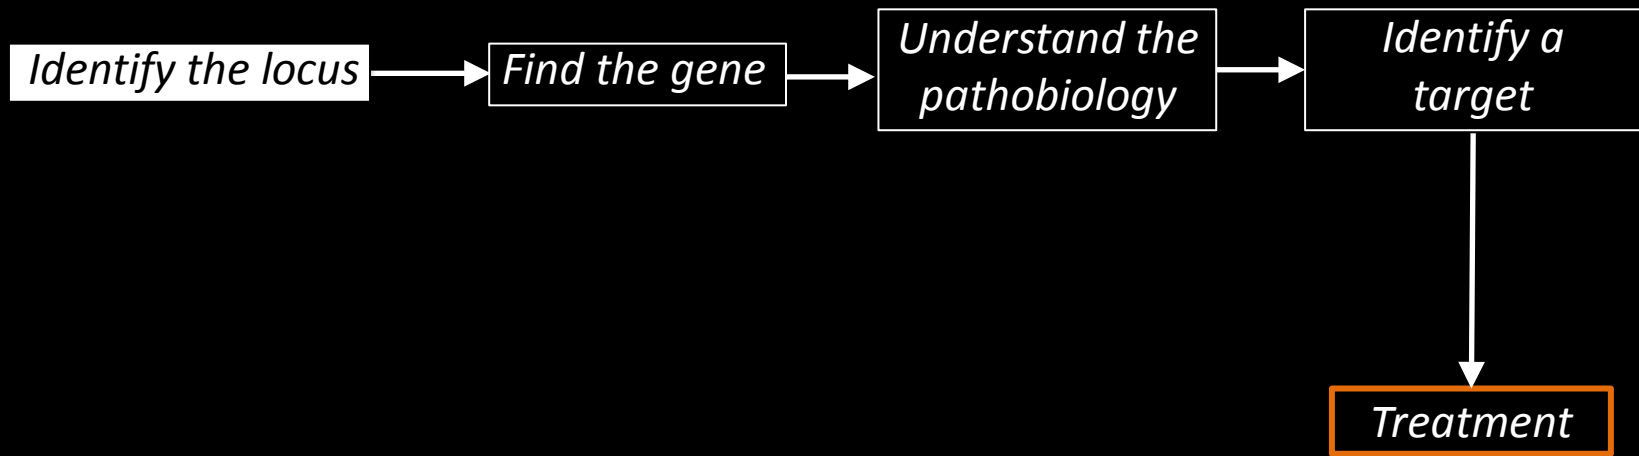 Identify the locus
Find the gene
Understand the
pathobiology
Identify a
target
Treatment